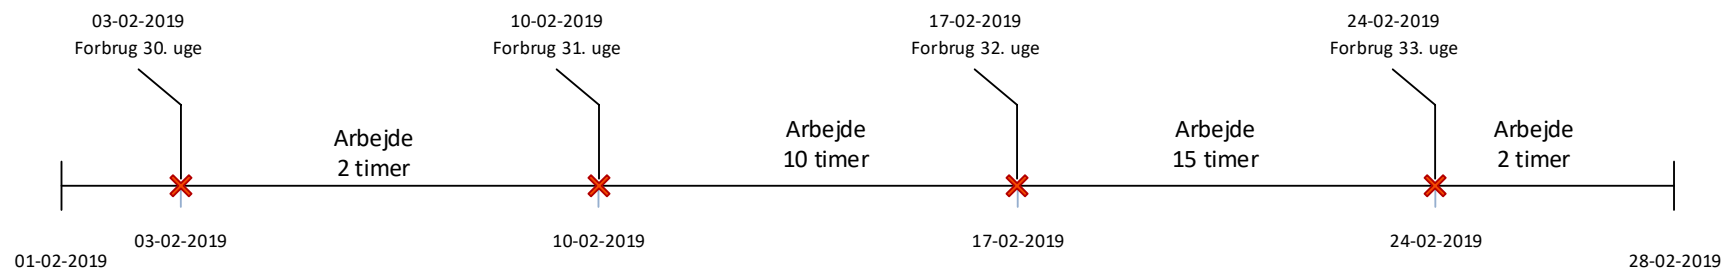 03-02-2019
Forbrug 30. uge
10-02-2019
Forbrug 31. uge
17-02-2019
Forbrug 32. uge
24-02-2019
Forbrug 33. uge
Arbejde
2 timer
Arbejde
10 timer
Arbejde
15 timer
Arbejde
2 timer
03-02-2019
10-02-2019
17-02-2019
24-02-2019
01-02-2019
28-02-2019